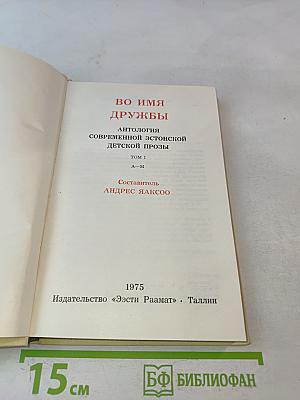 ВО ИМЯ
ДРУЖБЫ
АНТОЛОГИЯ
СОВРЕМЕННОЙ ЭСТОНСКОЙ
ДЕТСКОЙ ПРОЗЫ
ТОМ I
Составитель
АНДРЕС ЯАКСОО
1975
Издательство «Ээсти Раамат» · Таллин
15 см
БФ БИБЛИОФАН